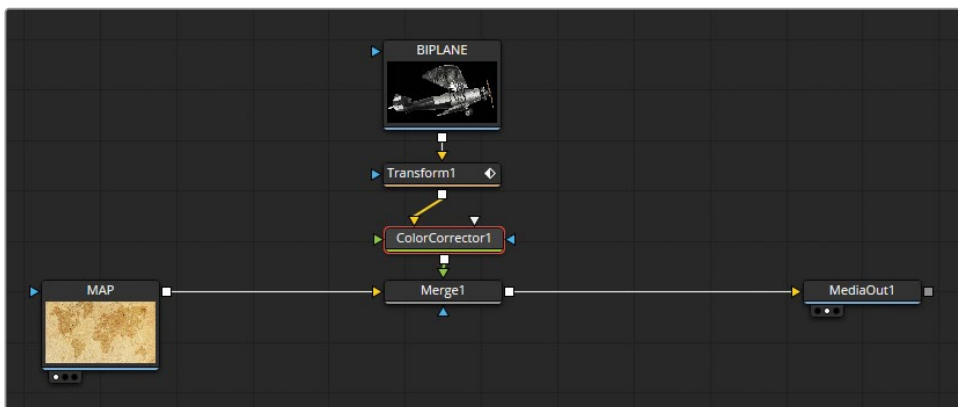 BIPLANE
Transform1
ColorCorrector1
MAP
Merge1
MediaOut1